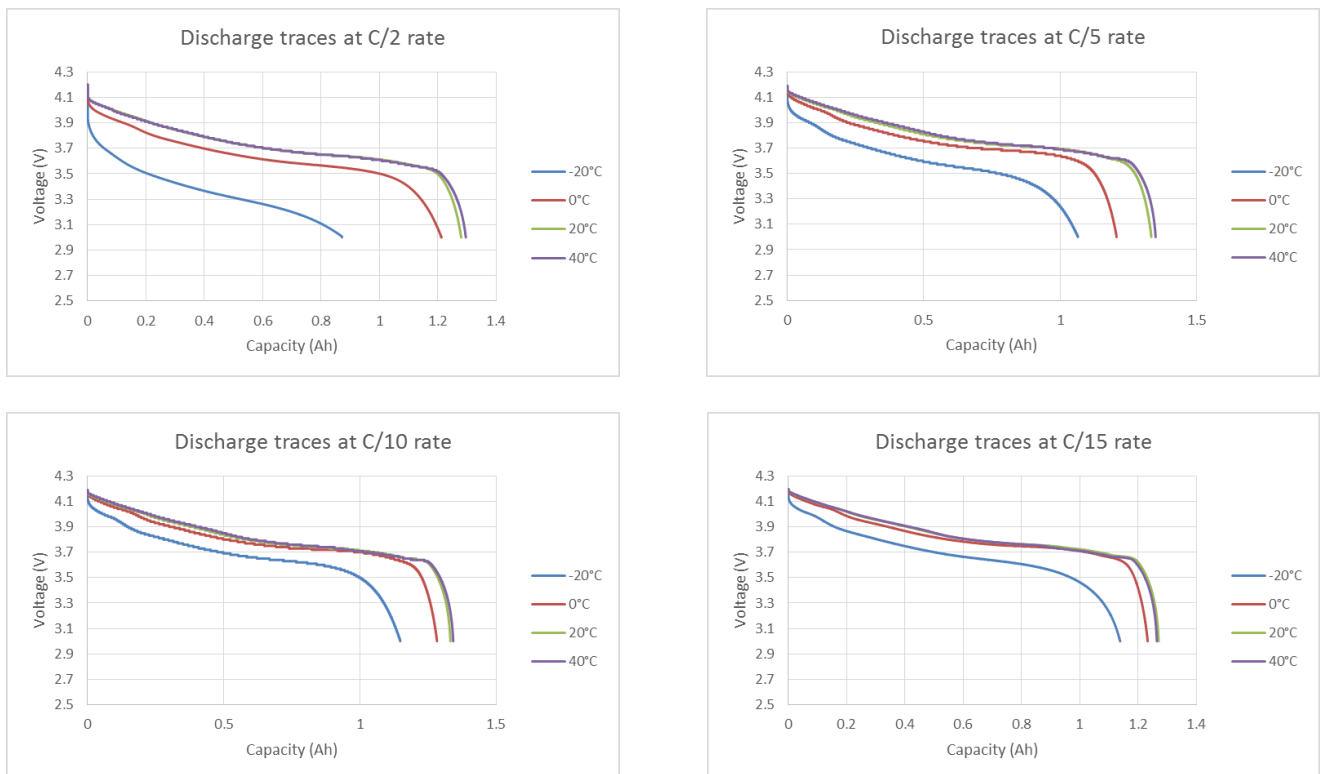 Discharge traces at C/2 rate
4.3
4.1
3.9
3.7
3.5
3.3
3.1
2.9
2.7
2.5
Voltage (V)
0 0.2 0.4 0.6 0.8 1 1.2 1.4
Capacity (Ah)
-20°C
0°C
20°C
40°C
Discharge traces at C/5 rate
4.3
4.1
3.9
3.7
3.5
3.3
3.1
2.9
2.7
2.5
Voltage (V)
0 0.5 1 1.5
Capacity (Ah)
-20°C
0°C
20°C
40°C
Discharge traces at C/10 rate
4.3
4.1
3.9
3.7
3.5
3.3
3.1
2.9
2.7
2.5
Voltage (V)
0 0.5 1 1.5
Capacity (Ah)
-20°C
0°C
20°C
40°C
Discharge traces at C/15 rate
4.3
4.1
3.9
3.7
3.5
3.3
3.1
2.9
2.7
2.5
Voltage (V)
0 0.2 0.4 0.6 0.8 1 1.2 1.4
Capacity (Ah)
-20°C
0°C
20°C
40°C